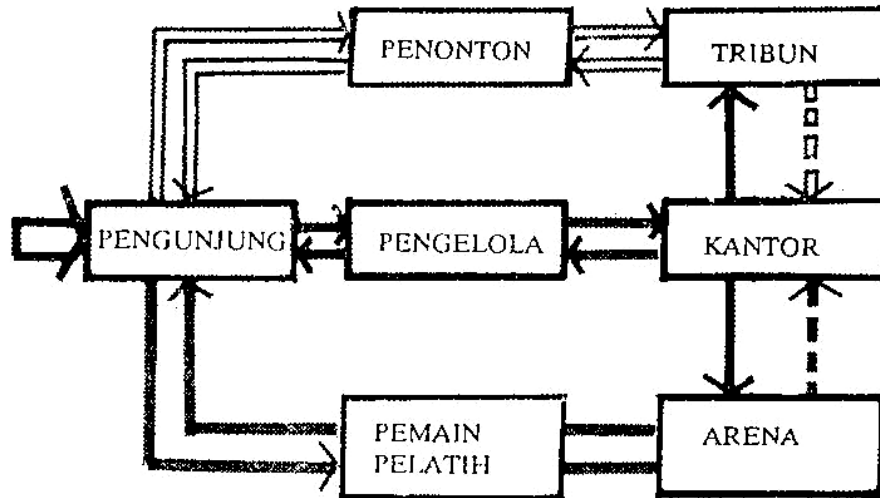 PENONTON
TRIBUN
PENGUNJUNG
PENGELOLA
KANTOR
PEMAIN
PELATIH
ARENA